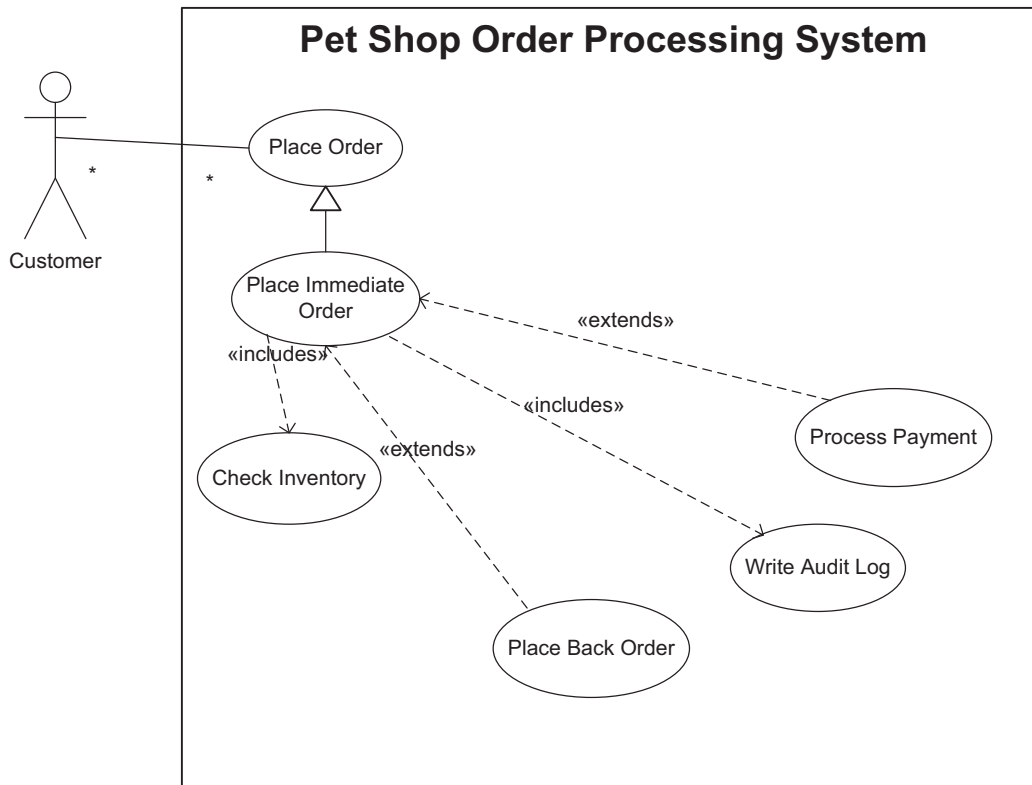 Pet Shop Order Processing System
Place Order
*
*
Customer
Place Immediate
Order
«extends»
«includes»
«includes»
Process Payment
«extends»
Check Inventory
Write Audit Log
Place Back Order